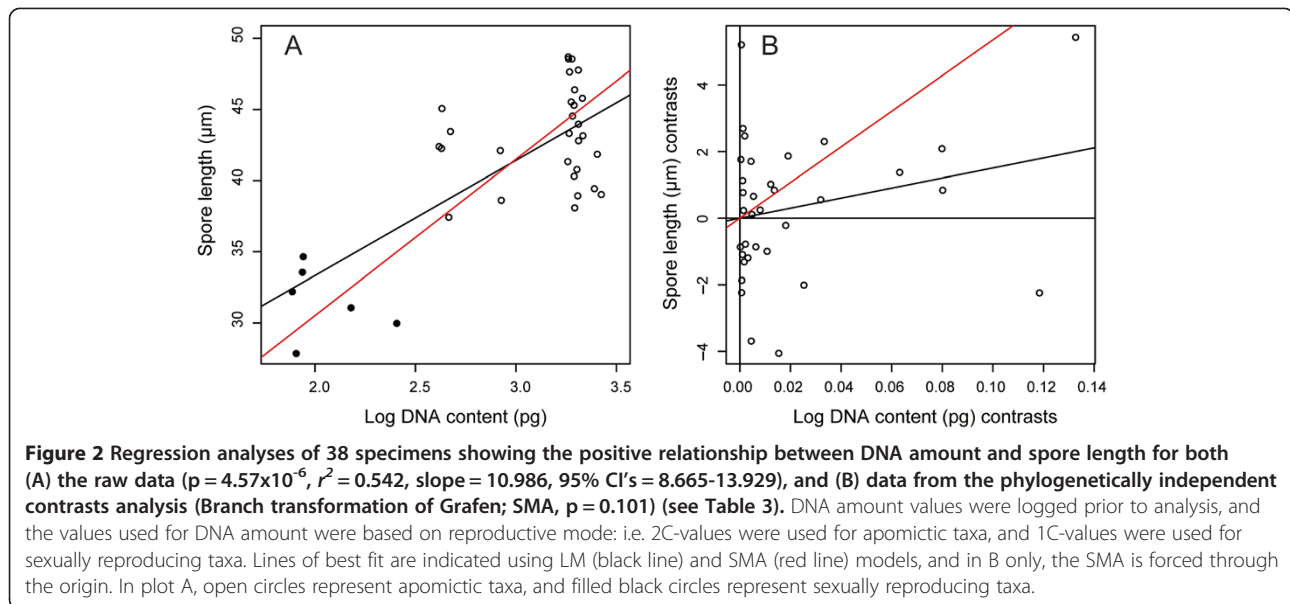 A
B
50
45
40
35
30
Spore length (µm)
2.0 2.5 3.0 3.5
Log DNA content (pg)
4
2
0
−2
−4
Spore length (µm) contrasts
0.00 0.02 0.04 0.06 0.08 0.10 0.12 0.14
Log DNA content (pg) contrasts
Figure 2 Regression analyses of 38 specimens showing the positive relationship between DNA amount and spore length for both
(A) the raw data (p = 4.57x10⁻⁶, r² = 0.542, slope = 10.986, 95% CI's = 8.665-13.929), and (B) data from the phylogenetically independent
contrasts analysis (Branch transformation of Grafen; SMA, p = 0.101) (see Table 3). DNA amount values were logged prior to analysis, and
the values used for DNA amount were based on reproductive mode: i.e. 2C-values were used for apomictic taxa, and 1C-values were used for
sexually reproducing taxa. Lines of best fit are indicated using LM (black line) and SMA (red line) models, and in B only, the SMA is forced through
the origin. In plot A, open circles represent apomictic taxa, and filled black circles represent sexually reproducing taxa.